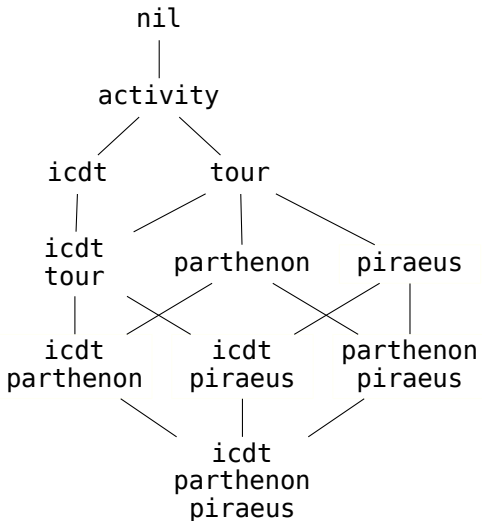 nil
activity
icdt
tour
icdt
tour
parthenon
piraeus
icdt
parthenon
icdt
piraeus
parthenon
piraeus
icdt
parthenon
piraeus